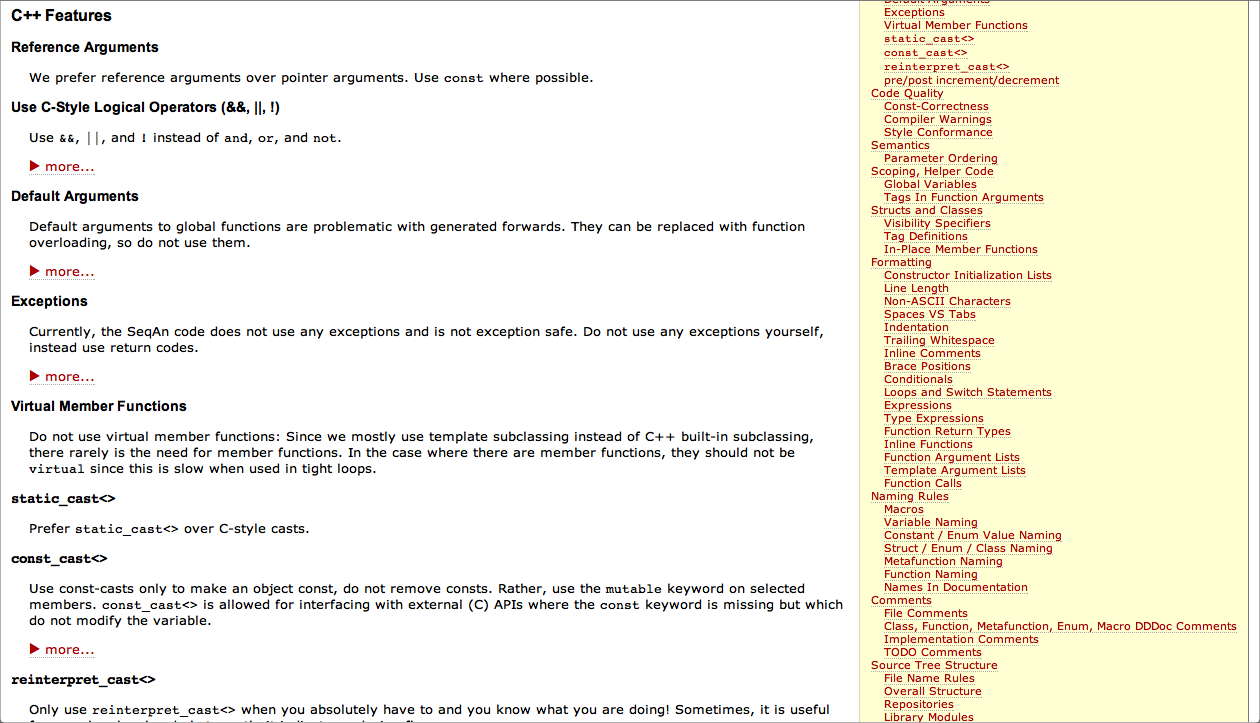 C++ Features
Reference Arguments
We prefer reference arguments over pointer arguments. Use const where possible.
Use C-Style Logical Operators (&&, ||, !)
Use &&, ||, and ! instead of and, or, and not.
▶ more...
Default Arguments
Default arguments to global functions are problematic with generated forwards. They can be replaced with function
overloading, so do not use them.
▶ more...
Exceptions
Currently, the SeqAn code does not use any exceptions and is not exception safe. Do not use any exceptions yourself,
instead use return codes.
▶ more...
Virtual Member Functions
Do not use virtual member functions: Since we mostly use template subclassing instead of C++ built-in subclassing,
there rarely is the need for member functions. In the case where there are member functions, they should not be
virtual since this is slow when used in tight loops.
static_cast<>
Prefer static_cast<> over C-style casts.
const_cast<>
Use const-casts only to make an object const, do not remove consts. Rather, use the mutable keyword on selected
members. const_cast<> is allowed for interfacing with external (C) APIs where the const keyword is missing but which
do not modify the variable.
▶ more...
reinterpret_cast<>
Only use reinterpret_cast<> when you absolutely have to and you know what you are doing! Sometimes, it is useful
Default Arguments
Exceptions
Virtual Member Functions
static_cast<>
const_cast<>
reinterpret_cast<>
pre/post increment/decrement
Code Quality
Const-Correctness
Compiler Warnings
Style Conformance
Semantics
Parameter Ordering
Scoping, Helper Code
Global Variables
Tags In Function Arguments
Structs and Classes
Visibility Specifiers
Tag Definitions
In-Place Member Functions
Formatting
Constructor Initialization Lists
Line Length
Non-ASCII Characters
Spaces VS Tabs
Indentation
Trailing Whitespace
Inline Comments
Brace Positions
Conditionals
Loops and Switch Statements
Expressions
Type Expressions
Function Return Types
Inline Functions
Function Argument Lists
Template Argument Lists
Function Calls
Naming Rules
Macros
Variable Naming
Constant / Enum Value Naming
Struct / Enum / Class Naming
Metafunction Naming
Function Naming
Names In Documentation
Comments
File Comments
Class, Function, Metafunction, Enum, Macro DDDoc Comments
Implementation Comments
TODO Comments
Source Tree Structure
File Name Rules
Overall Structure
Repositories
Library Modules